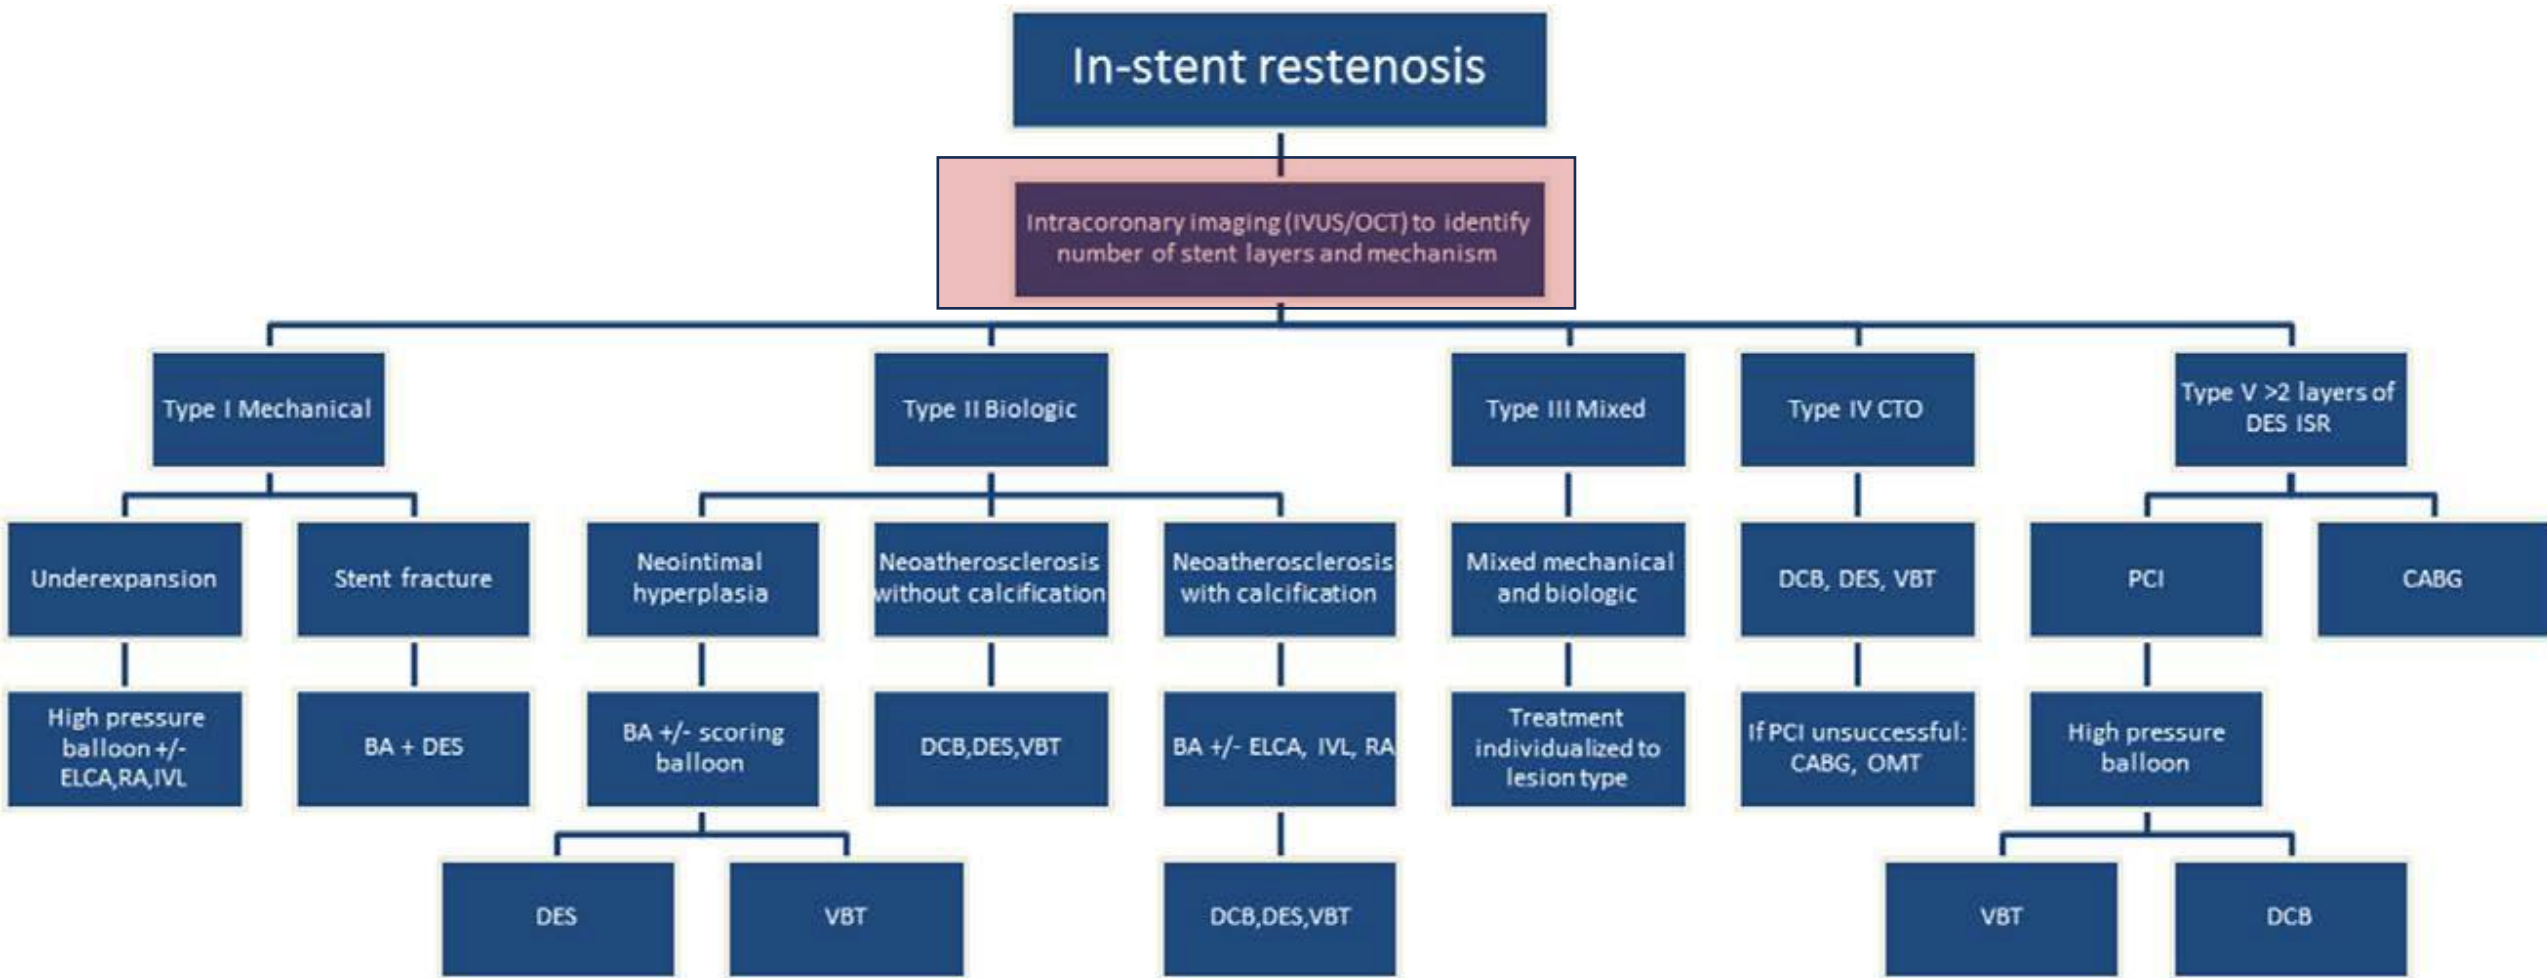 In-stent restenosis
Intracoronary imaging (IVUS/OCT) to identify
number of stent layers and mechanism
Type I Mechanical
Type II Biologic
Type III Mixed
Type IV CTO
Type V >2 layers of
DES ISR
Underexpansion
Stent fracture
Neointimal
hyperplasia
Neoatherosclerosis
without calcification
Neoatherosclerosis
with calcification
Mixed mechanical
and biologic
DCB, DES, VBT
PCI
CABG
High pressure
balloon +/-
ELCA,RA,IVL
BA + DES
BA +/- scoring
balloon
DCB,DES,VBT
BA +/- ELCA, IVL, RA
Treatment
individualized to
lesion type
If PCI unsuccessful:
CABG, OMT
High pressure
balloon
DES
VBT
DCB,DES,VBT
VBT
DCB